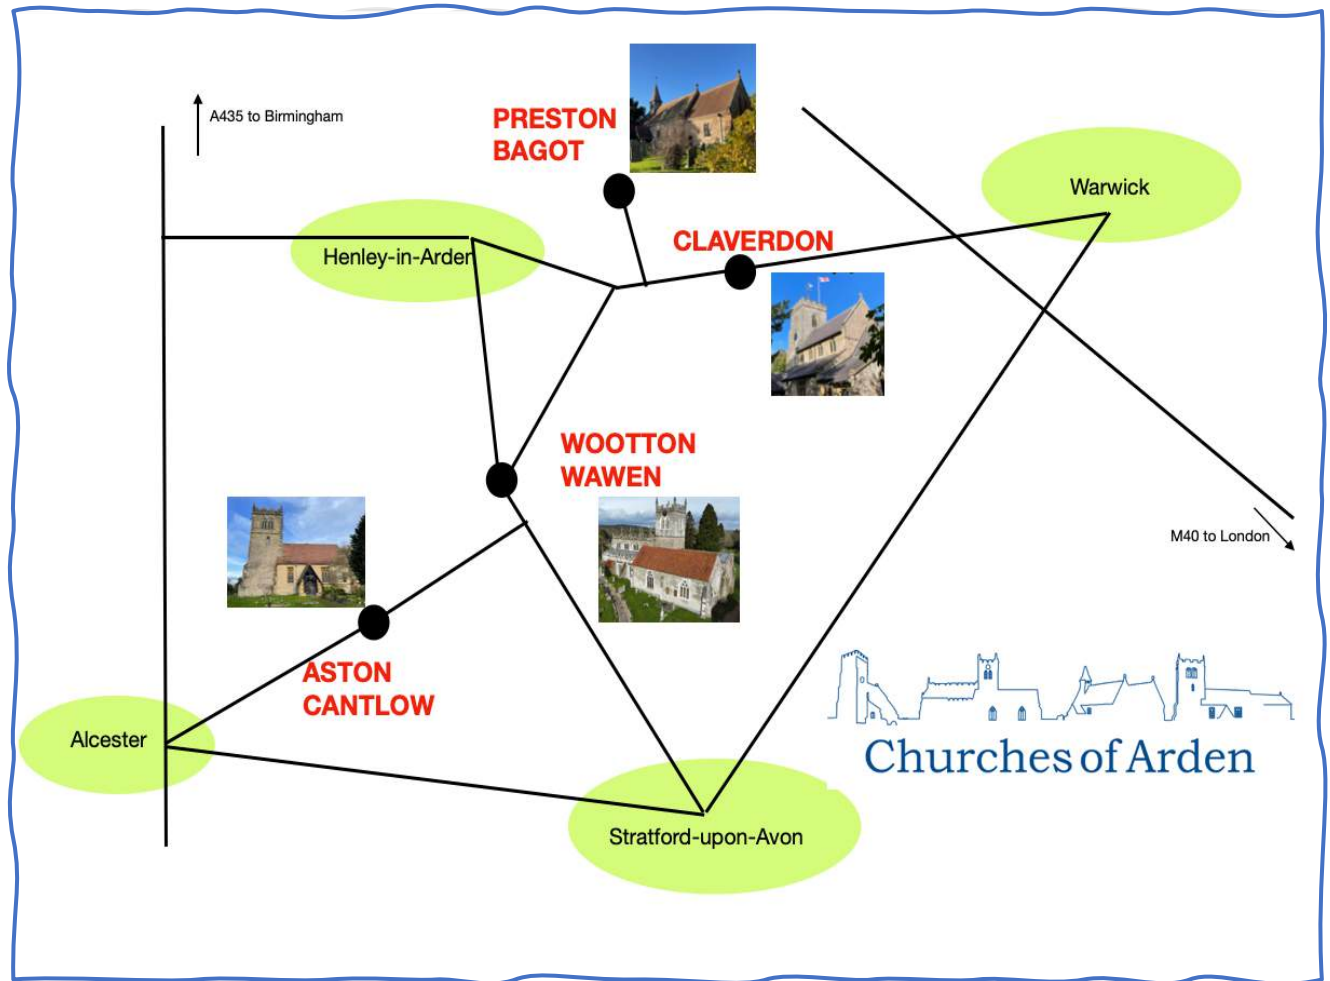 A435 to Birmingham
PRESTON
BAGOT
Warwick
CLAVERDON
Henley-in-Arden
WOOTTON
WAWEN
M40 to London
ASTON
CANTLOW
Alcester
Churches of Arden
Stratford-upon-Avon